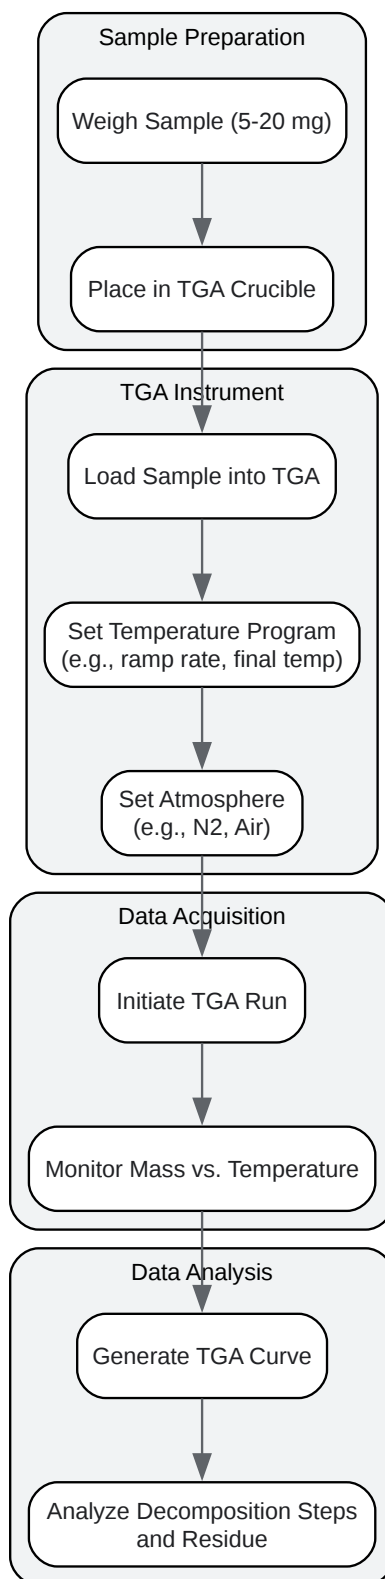 Sample Preparation
Weigh Sample (5-20 mg)
Place in TGA Crucible
TGA Instrument
Load Sample into TGA
Set Temperature Program
(e.g., ramp rate, final temp)
Set Atmosphere
(e.g., N2, Air)
Data Acquisition
Initiate TGA Run
Monitor Mass vs. Temperature
Data Analysis
Generate TGA Curve
Analyze Decomposition Steps
and Residue